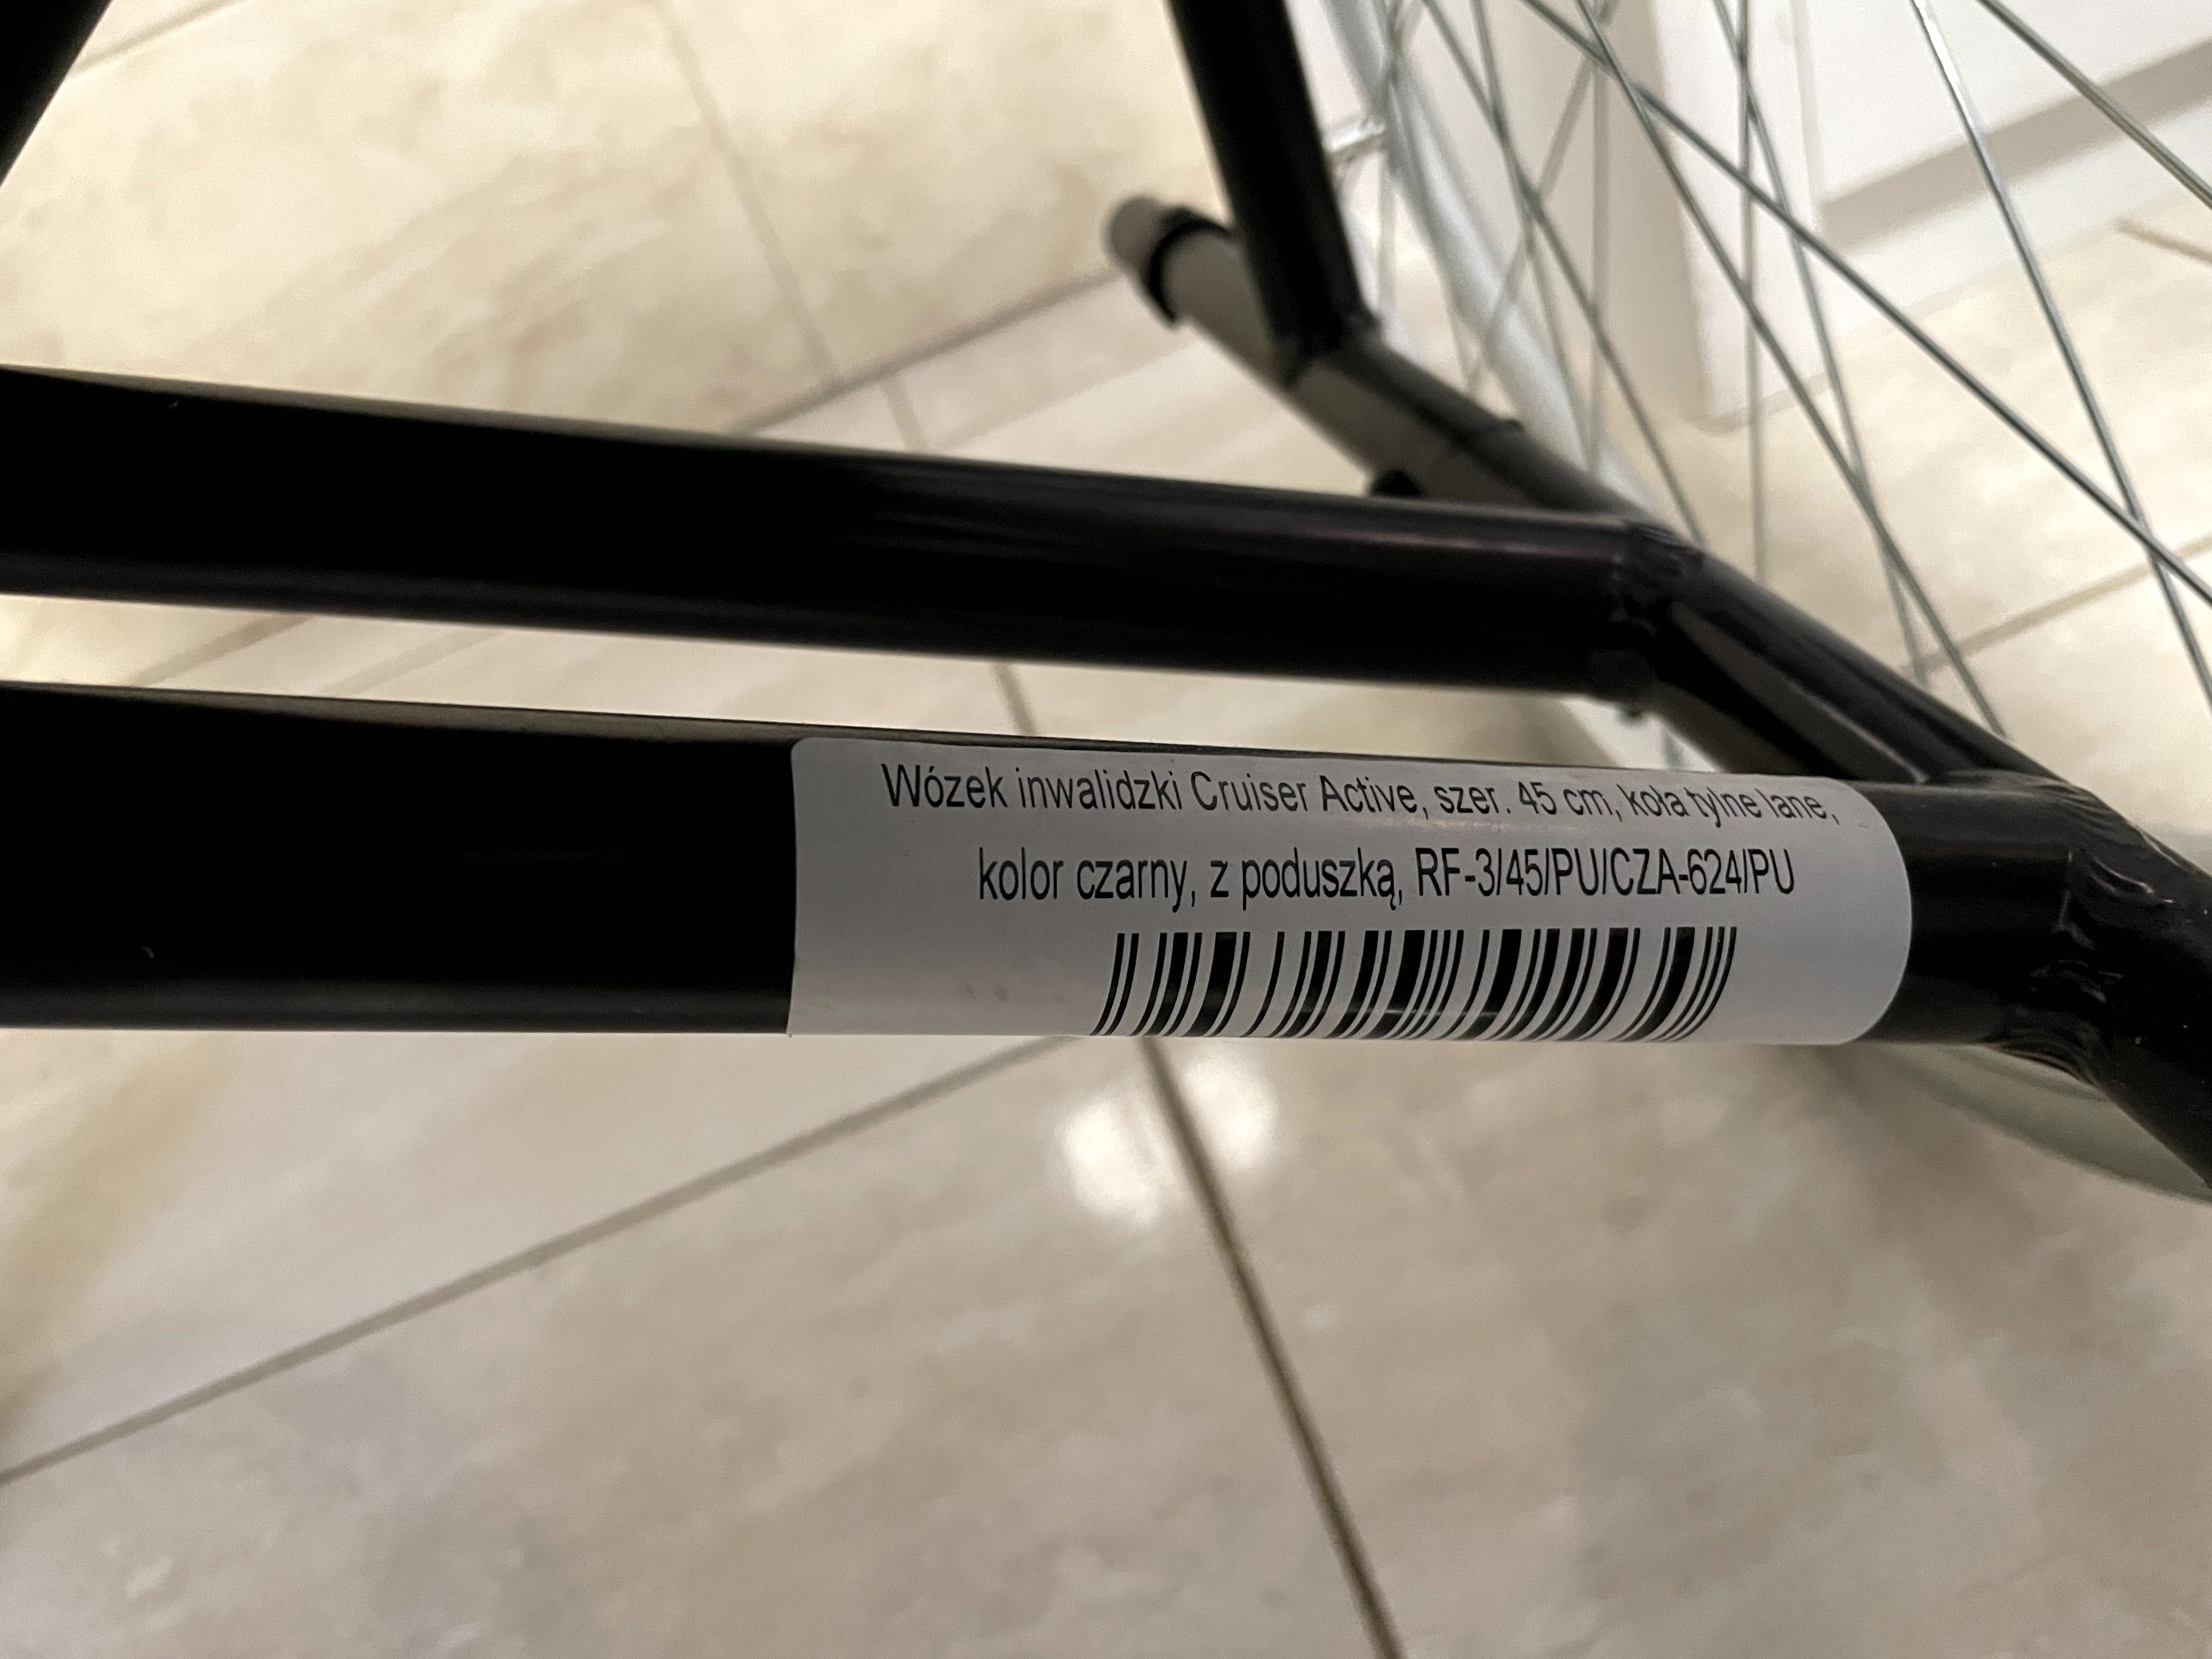 Wózek inwalidzki Cruiser Active, szer. 45 cm, koła tylne lane,
kolor czarny, z poduszką, RF-3/45/PU/CZA-624/PU